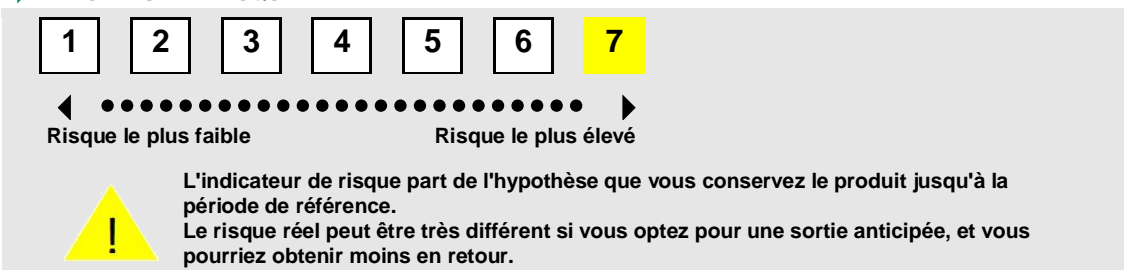 1 2 3 4 5 6 7
Risque le plus faible Risque le plus élevé
! L'indicateur de risque part de l'hypothèse que vous conservez le produit jusqu'à la
période de référence.
Le risque réel peut être très différent si vous optez pour une sortie anticipée, et vous
pourriez obtenir moins en retour.